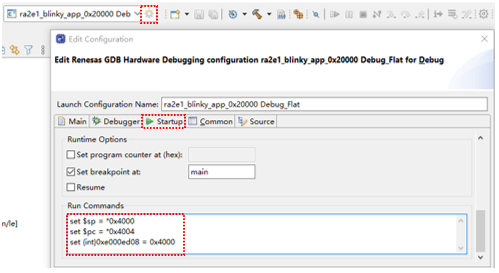 ra2e1_blinky_app_0x20000 Deb
Edit Configuration
Edit Renesas GDB Hardware Debugging configuration ra2e1_blinky_app_0x20000 Debug_Flat for Debug
Launch Configuration Name: ra2e1_blinky_app_0x20000 Debug_Flat
Main Debugger Startup Common Source
Runtime Options
Set program counter at (hex):
Set breakpoint at: main
Resume
Run Commands
set $sp = *0x4000
set $pc = *0x4004
set (int)0xe000ed08 = 0x4000
n/le]